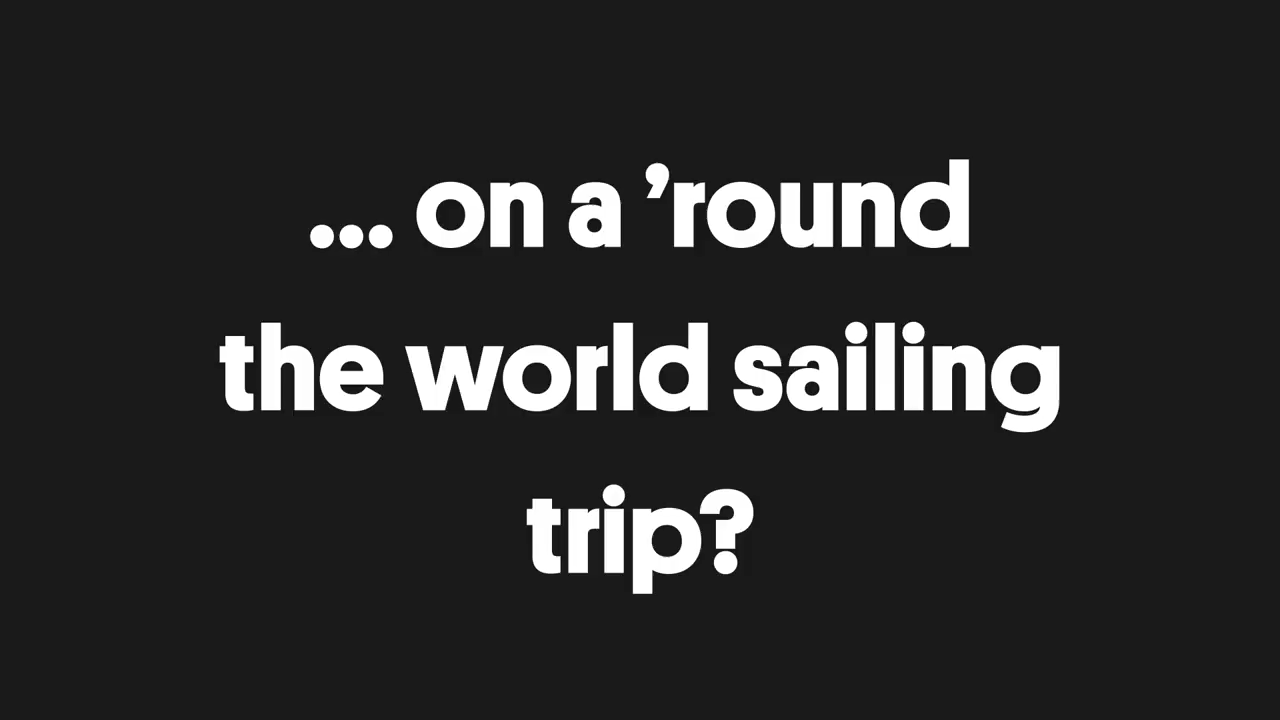 ... on a ’round
the world sailing
trip?